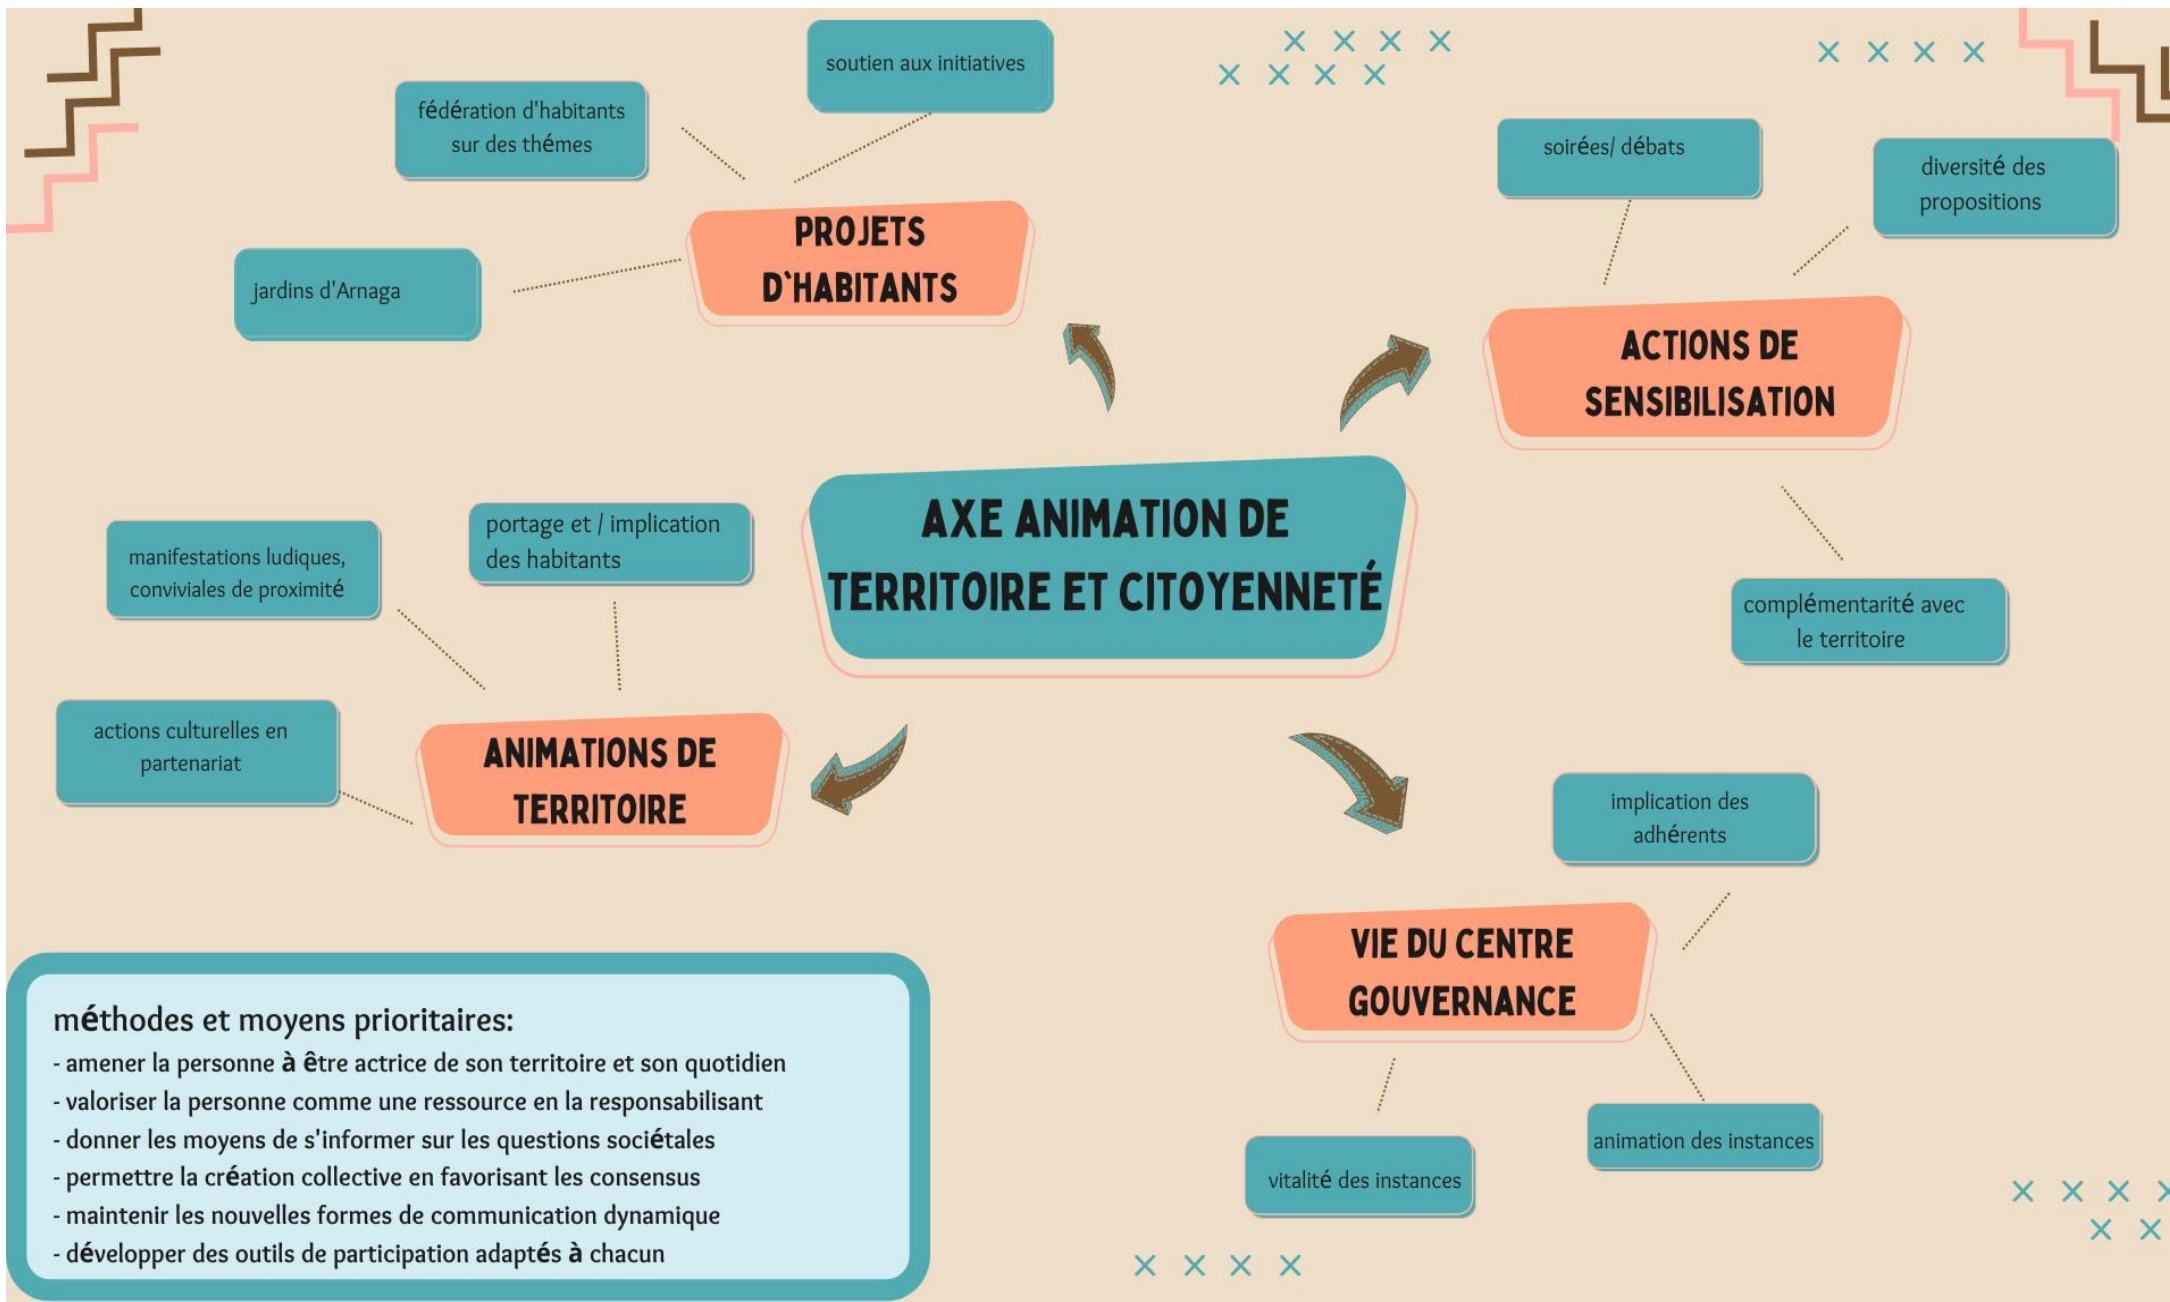 soutien aux initiatives
fédération d'habitants
sur des thémes
jardins d'Arnaga
PROJETS
D`HABITANTS
soirées/ débats
diversité des
propositions
ACTIONS DE
SENSIBILISATION
complémentarité avec
le territoire
AXE ANIMATION DE
TERRITOIRE ET CITOYENNETÉ
manifestations ludiques,
conviviales de proximité
portage et / implication
des habitants
actions culturelles en
partenariat
ANIMATIONS DE
TERRITOIRE
implication des
adhérents
VIE DU CENTRE
GOUVERNANCE
vitalité des instances
animation des instances
méthodes et moyens prioritaires:
- amener la personne à être actrice de son territoire et son quotidien
- valoriser la personne comme une ressource en la responsabilisant
- donner les moyens de s'informer sur les questions sociétales
- permettre la création collective en favorisant les consensus
- maintenir les nouvelles formes de communication dynamique
- développer des outils de participation adaptés à chacun